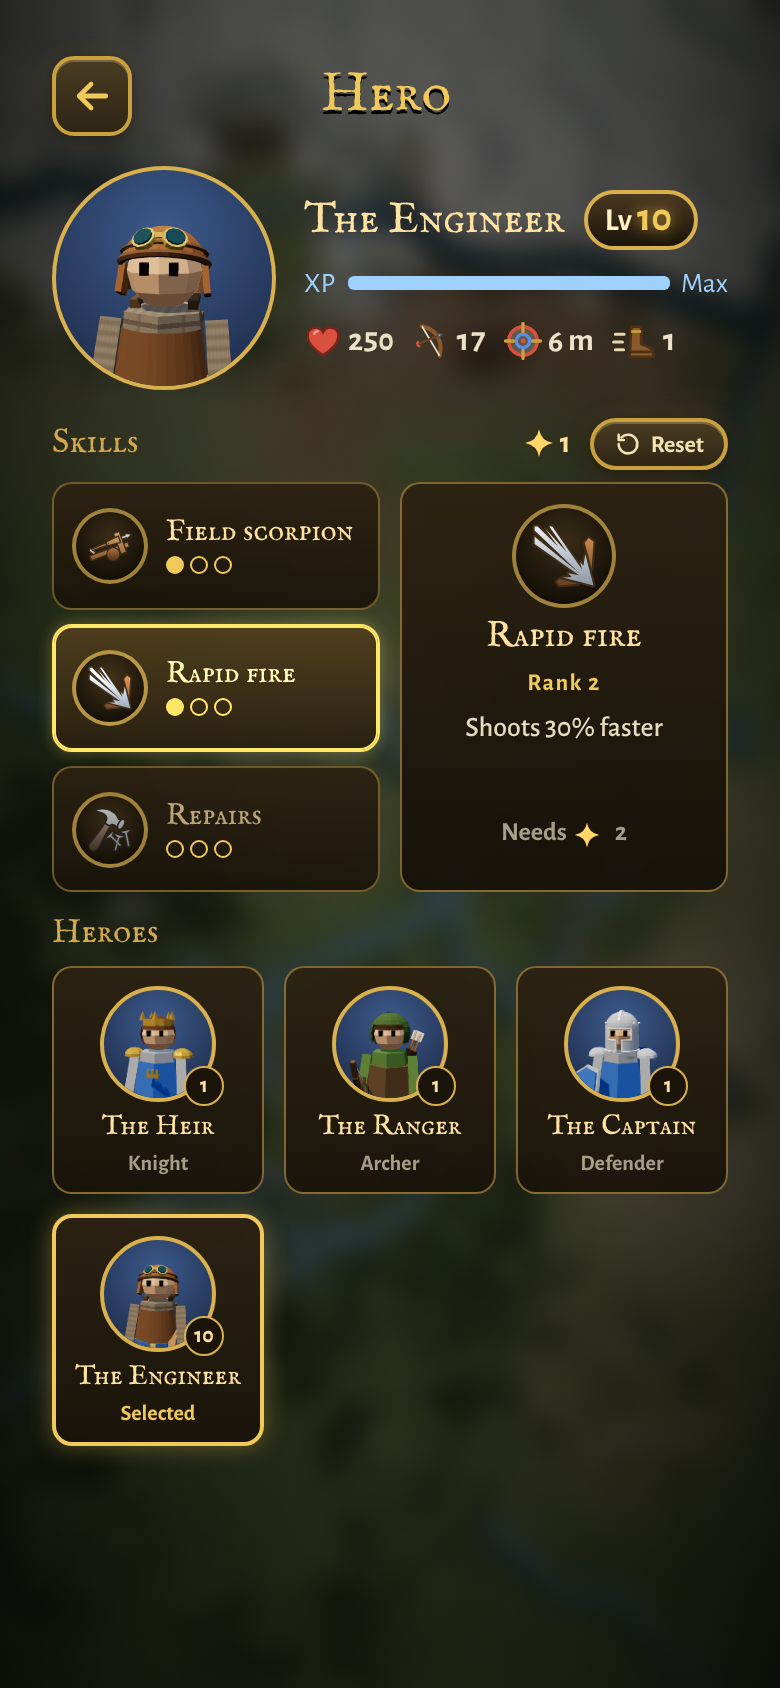 Hero
The Engineer Lv 10
XP Max
250 17 6 m 1
Skills 1 Reset
Field scorpion
Rapid fire
Repairs
Rapid fire
Rank 2
Shoots 30% faster
Needs 2
Heroes
1
The Heir
Knight
1
The Ranger
Archer
1
The Captain
Defender
10
The Engineer
Selected